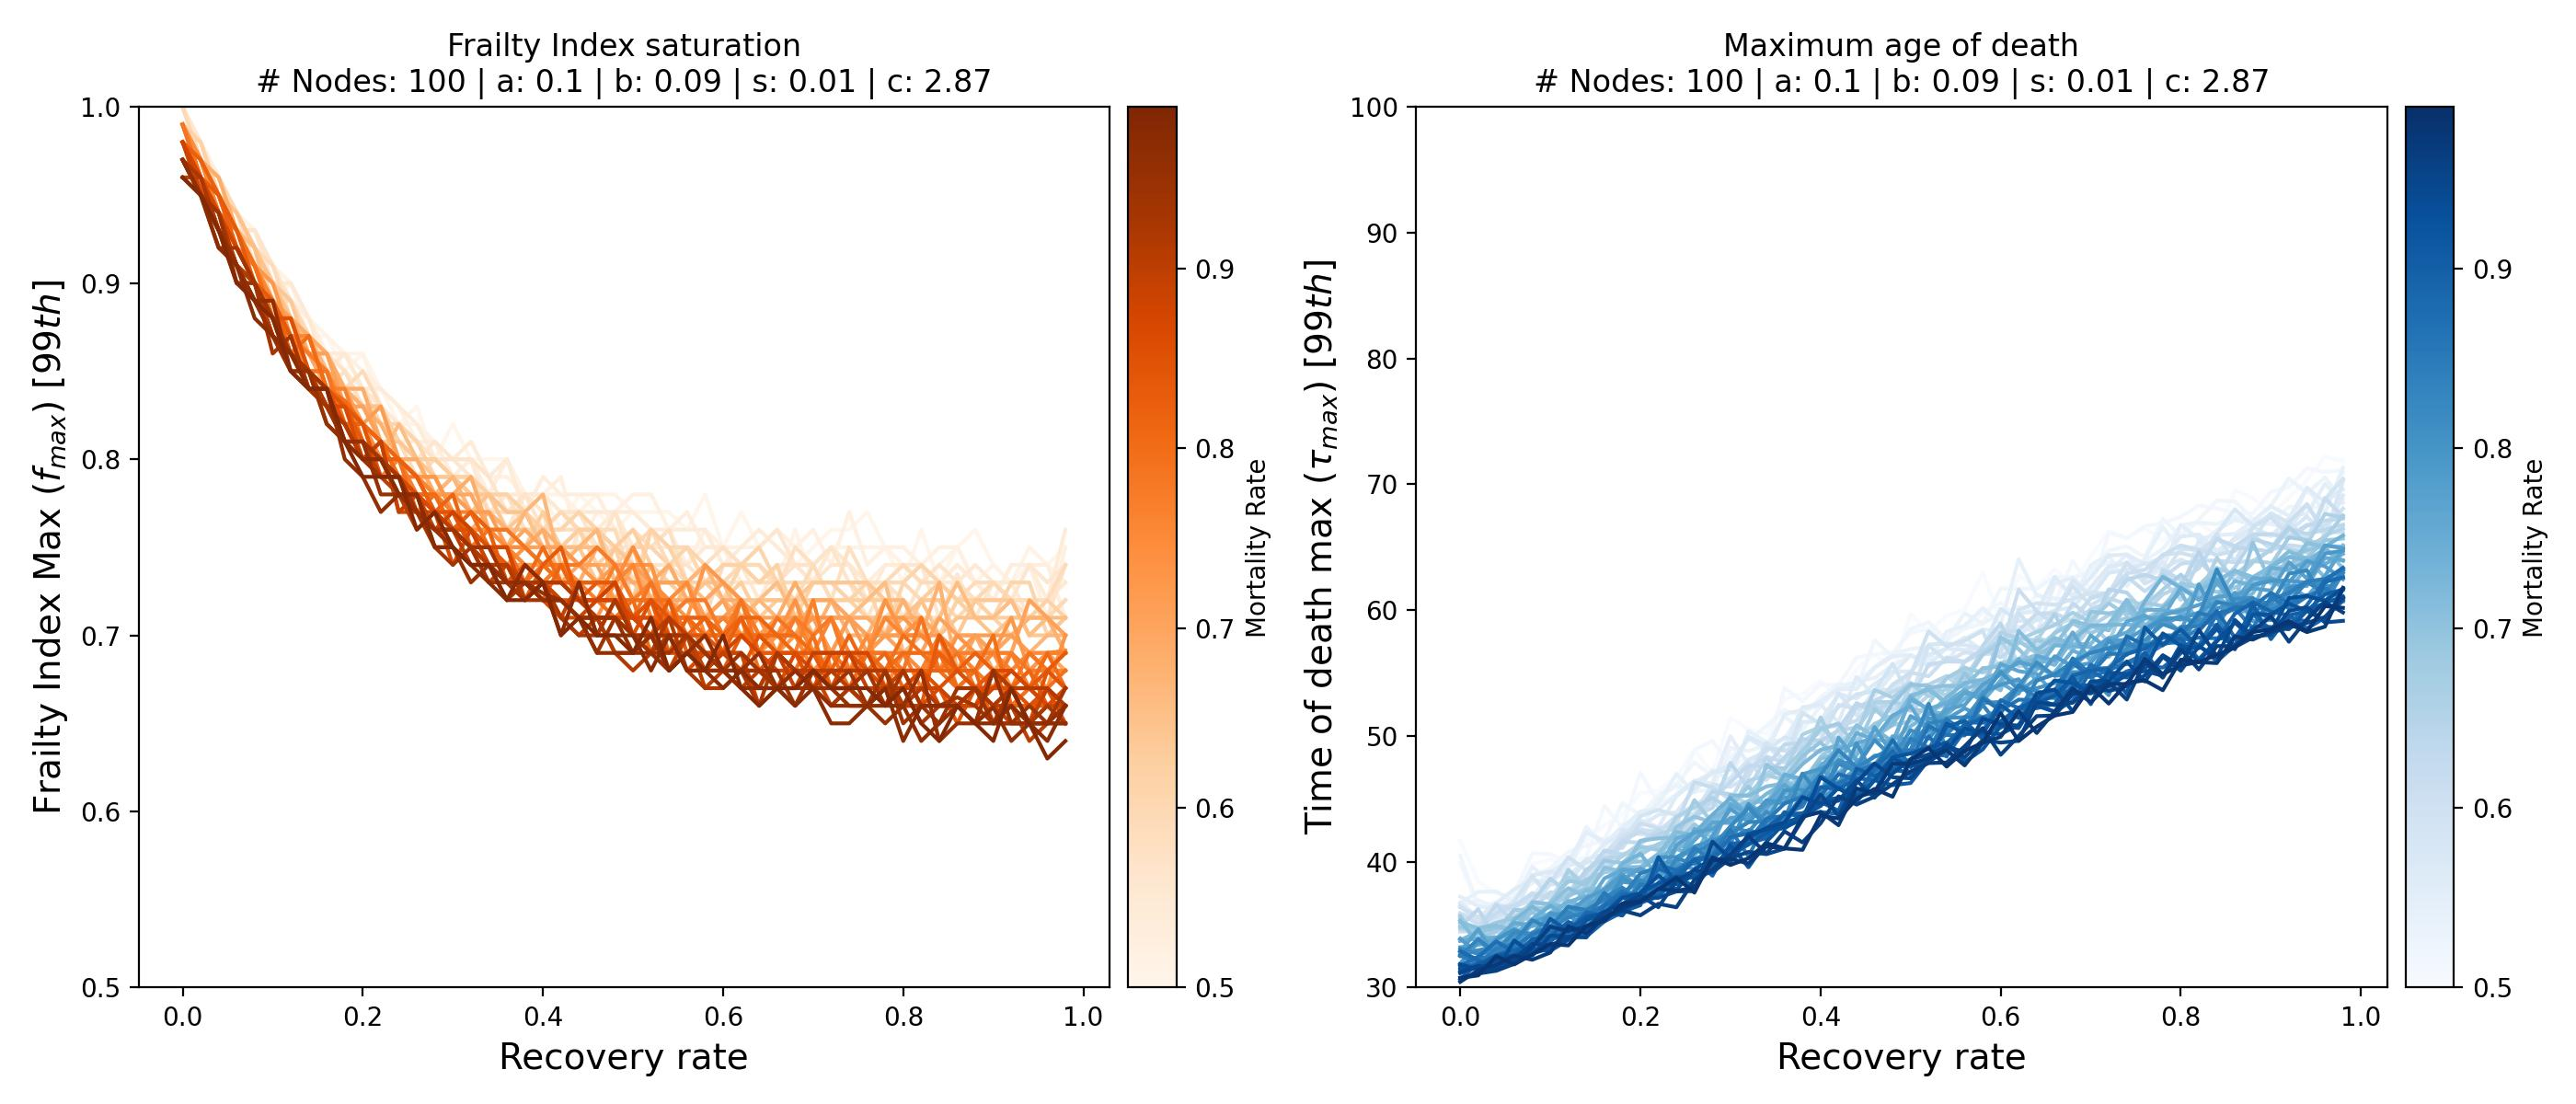 Frailty Index saturation
# Nodes: 100 | a: 0.1 | b: 0.09 | s: 0.01 | c: 2.87
Frailty Index Max (f_max) [99th]
1.0
0.9
0.8
0.7
0.6
0.5
0.0 0.2 0.4 0.6 0.8 1.0
Recovery rate
0.9
0.8
0.7
0.6
0.5
Mortality Rate
Maximum age of death
# Nodes: 100 | a: 0.1 | b: 0.09 | s: 0.01 | c: 2.87
Time of death max (τ_max) [99th]
100
90
80
70
60
50
40
30
0.0 0.2 0.4 0.6 0.8 1.0
Recovery rate
0.9
0.8
0.7
0.6
0.5
Mortality Rate